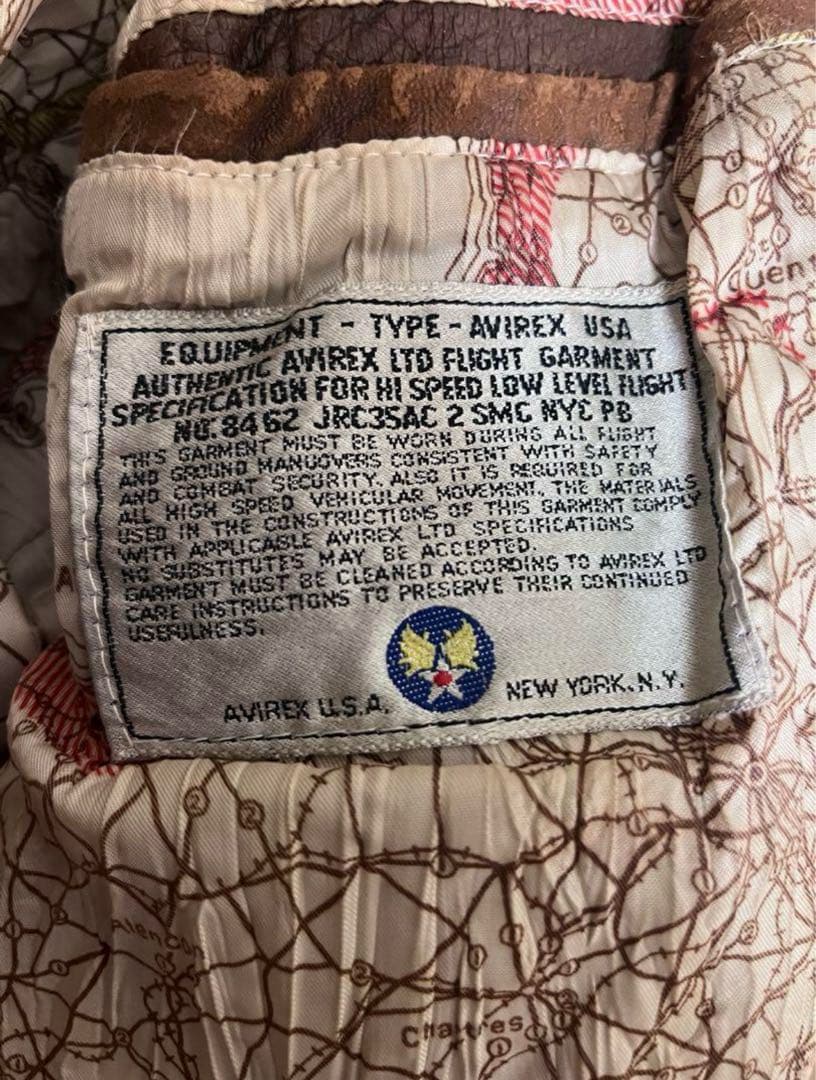 EQUIPMENT - TYPE - AVIREX USA
AUTHENTIC AVIREX LTD FLIGHT GARMENT
SPECIFICATION FOR HI SPEED LOW LEVEL FLIGHT
NO. 8462 JRC35AC 2 SMC NYC PB
THIS GARMENT MUST BE WORN DURING ALL FLIGHT
AND GROUND MANUOVERS CONSISTENT WITH SAFETY
AND COMBAT SECURITY. ALSO IT IS REQUIRED FOR
ALL HIGH SPEED VEHICULAR MOVEMENT. THE MATERIALS
USED IN THE CONSTRUCTIONS OF THIS GARMENT COMPLY
WITH APPLICABLE AVIREX LTD SPECIFICATIONS
NO SUBSTITUTES MAY BE ACCEPTED.
GARMENT MUST BE CLEANED ACCORDING TO AVIREX LTD
CARE INSTRUCTIONS TO PRESERVE THEIR CONTINUED
USEFULNESS.
AVIREX U.S.A. NEW YORK, N.Y.
Alencon
Chartres